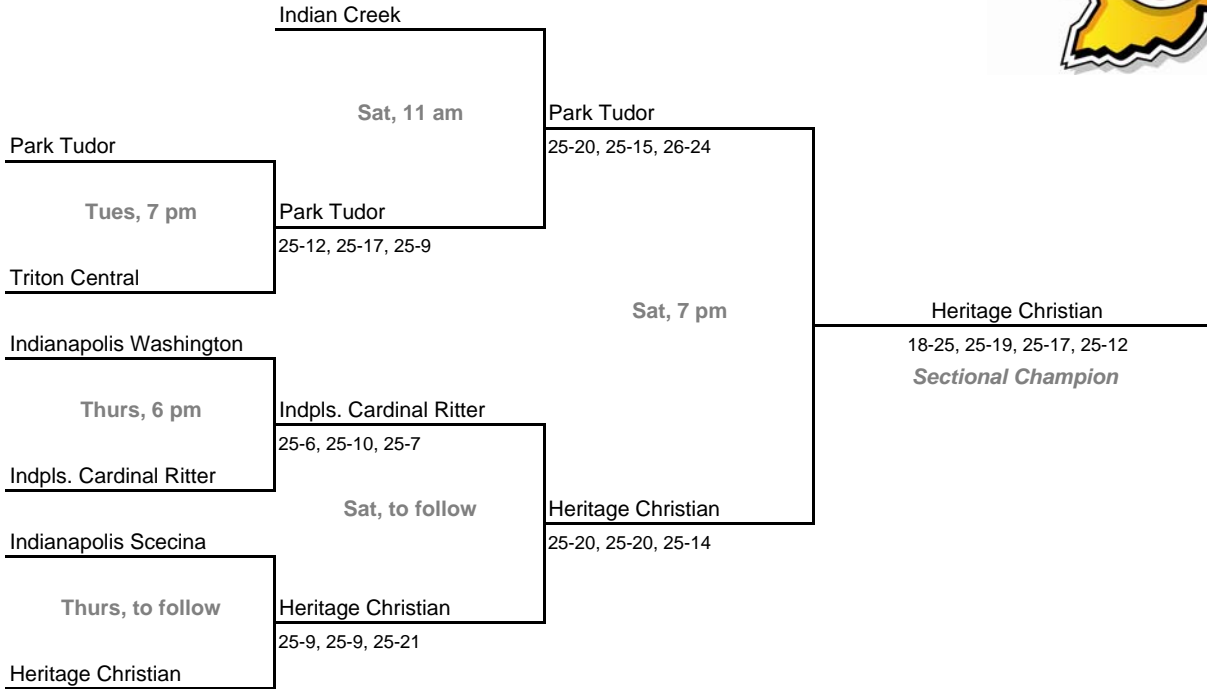 Indian Creek
Sat, 11 am
Park Tudor
Park Tudor
25-20, 25-15, 26-24
Tues, 7 pm
Park Tudor
25-12, 25-17, 25-9
Triton Central
Sat, 7 pm
Heritage Christian
Indianapolis Washington
18-25, 25-19, 25-17, 25-12
Sectional Champion
Thurs, 6 pm
Indpls. Cardinal Ritter
25-6, 25-10, 25-7
Indpls. Cardinal Ritter
Sat, to follow
Heritage Christian
Indianapolis Scecina
25-20, 25-20, 25-14
Thurs, to follow
Heritage Christian
25-9, 25-9, 25-21
Heritage Christian